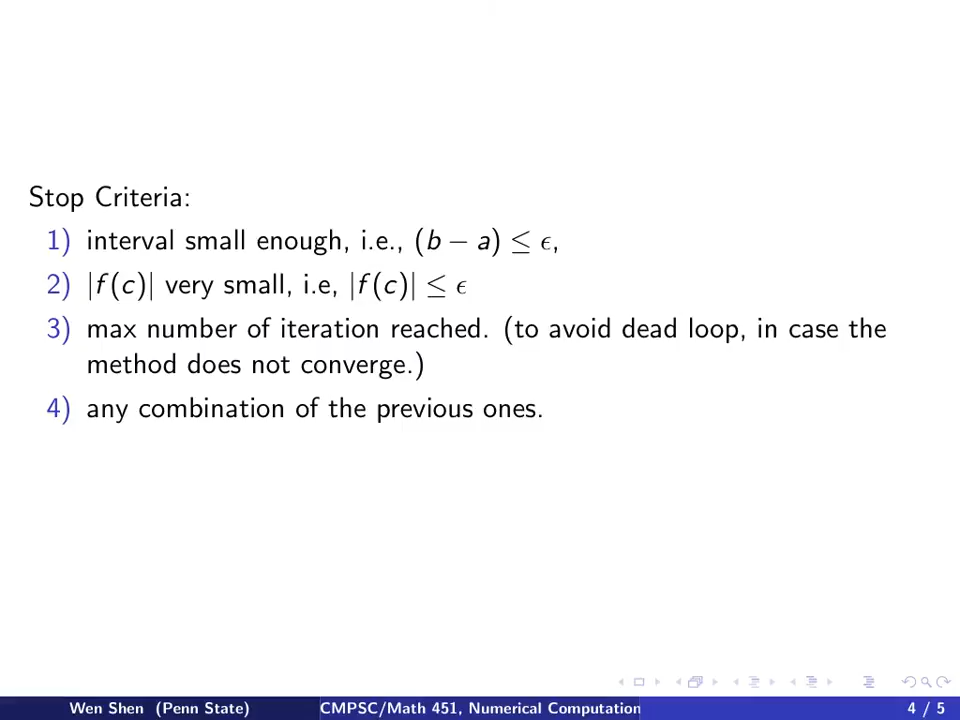 Stop Criteria:
1) interval small enough, i.e., (b − a) ≤ ϵ,
2) |f(c)| very small, i.e, |f(c)| ≤ ϵ
3) max number of iteration reached. (to avoid dead loop, in case the
method does not converge.)
4) any combination of the previous ones.
Wen Shen (Penn State) CMPSC/Math 451, Numerical Computation 4 / 5